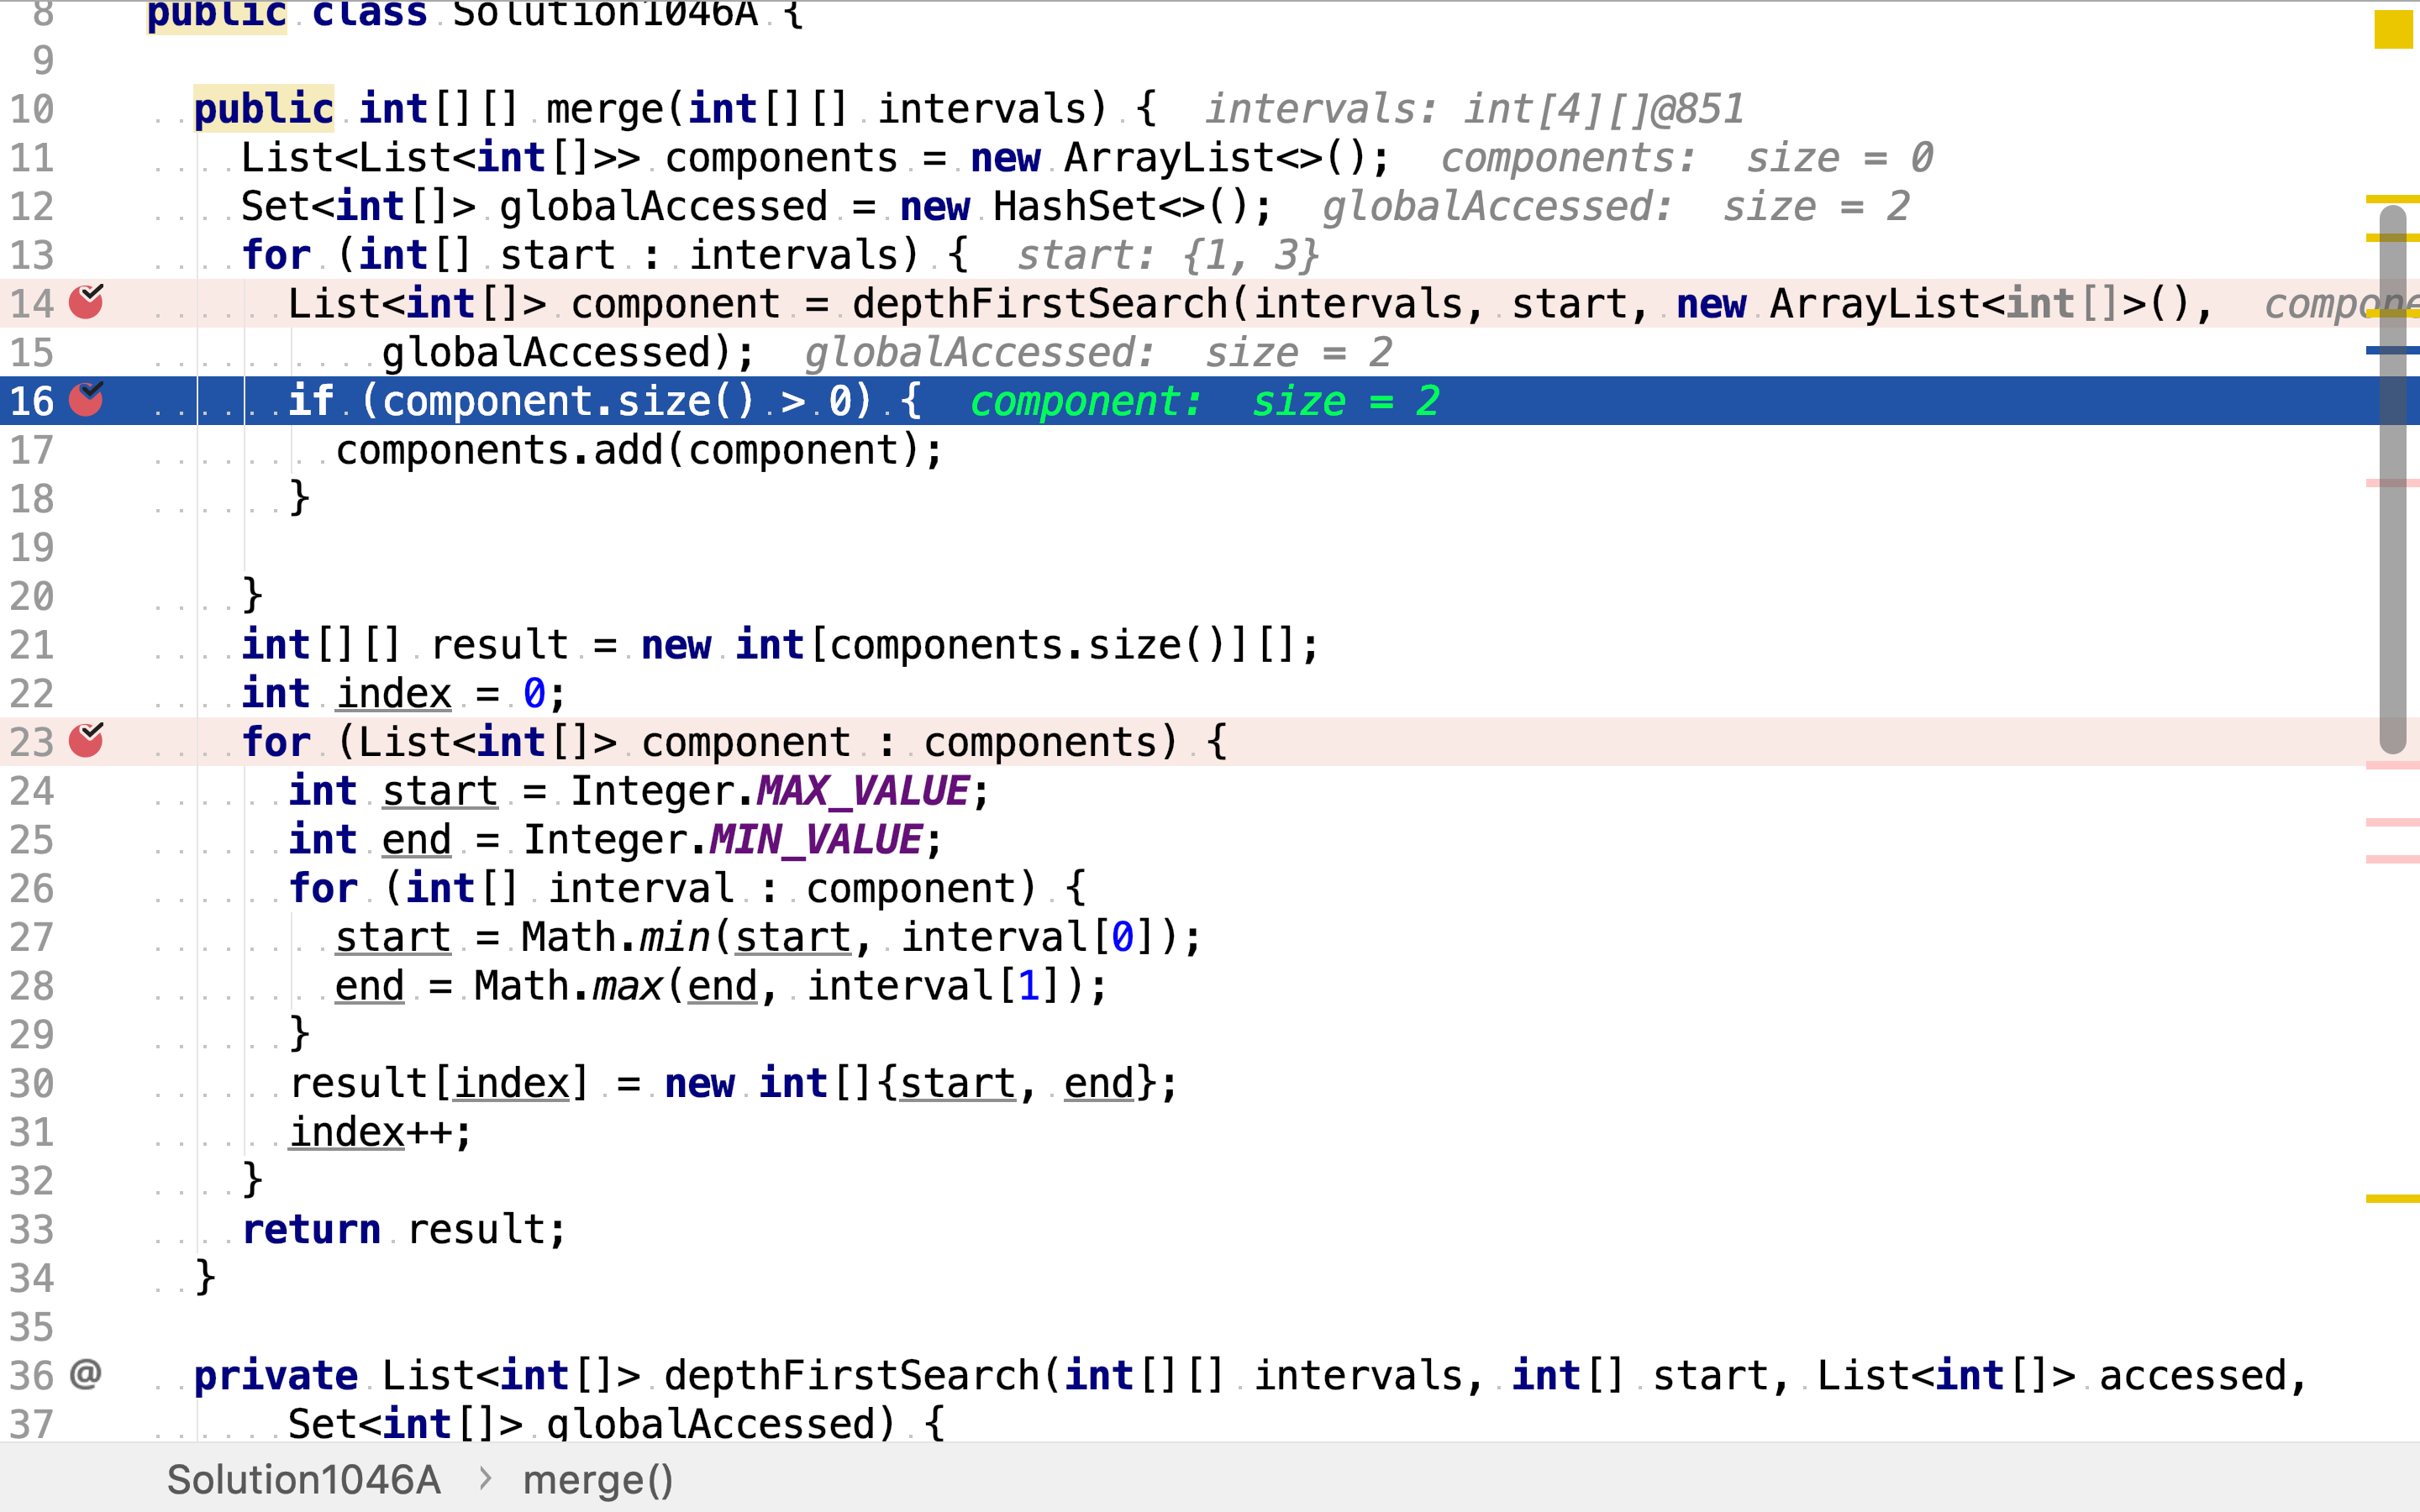 8 public class Solution1046A {
9
10 public int[][] merge(int[][] intervals) { intervals: int[4][]@851
11 List<List<int[]>> components = new ArrayList<>(); components: size = 0
12 Set<int[]> globalAccessed = new HashSet<>(); globalAccessed: size = 2
13 for (int[] start : intervals) { start: {1, 3}
14 List<int[]> component = depthFirstSearch(intervals, start, new ArrayList<int[]>(), compone
15 globalAccessed); globalAccessed: size = 2
16 if (component.size() > 0) { component: size = 2
17 components.add(component);
18 }
19
20 }
21 int[][] result = new int[components.size()][];
22 int index = 0;
23 for (List<int[]> component : components) {
24 int start = Integer.MAX_VALUE;
25 int end = Integer.MIN_VALUE;
26 for (int[] interval : component) {
27 start = Math.min(start, interval[0]);
28 end = Math.max(end, interval[1]);
29 }
30 result[index] = new int[]{start, end};
31 index++;
32 }
33 return result;
34 }
35
36 @ private List<int[]> depthFirstSearch(int[][] intervals, int[] start, List<int[]> accessed,
37 Set<int[]> globalAccessed) {
Solution1046A > merge()